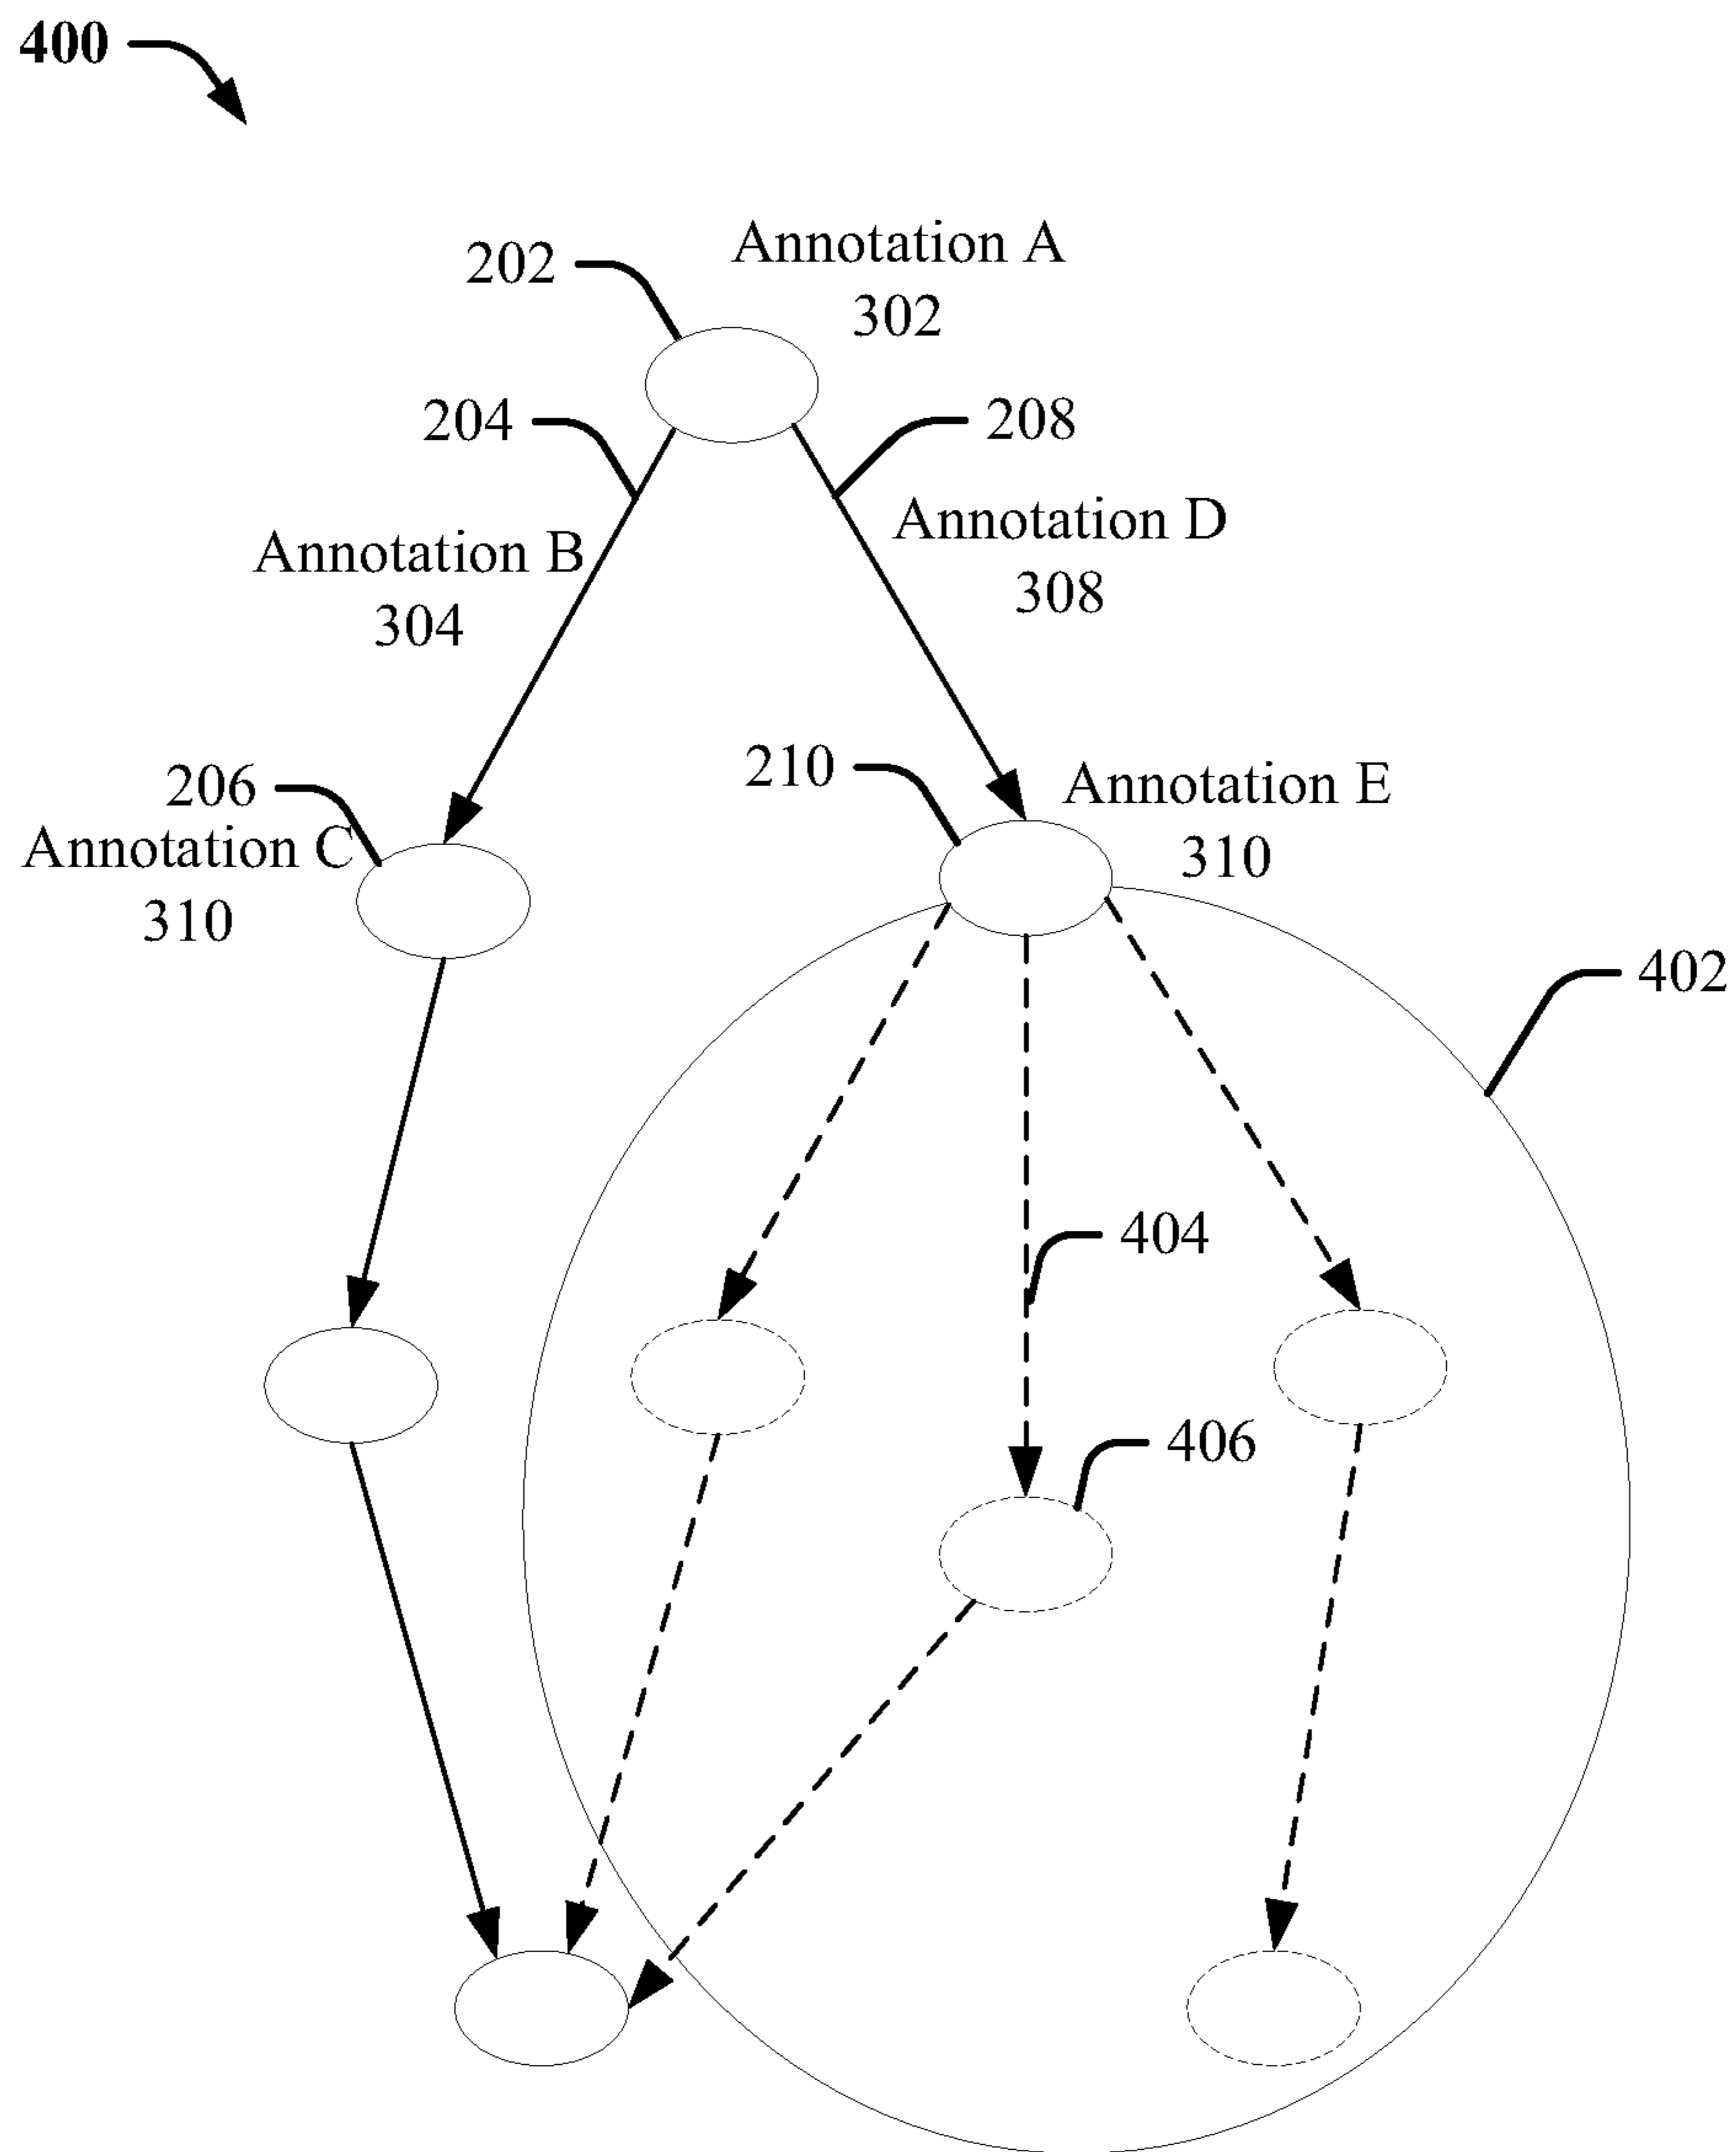 400
Annotation A
302
202
204
208
Annotation D
308
Annotation B
304
210
Annotation E
310
206
Annotation C
310
402
404
406